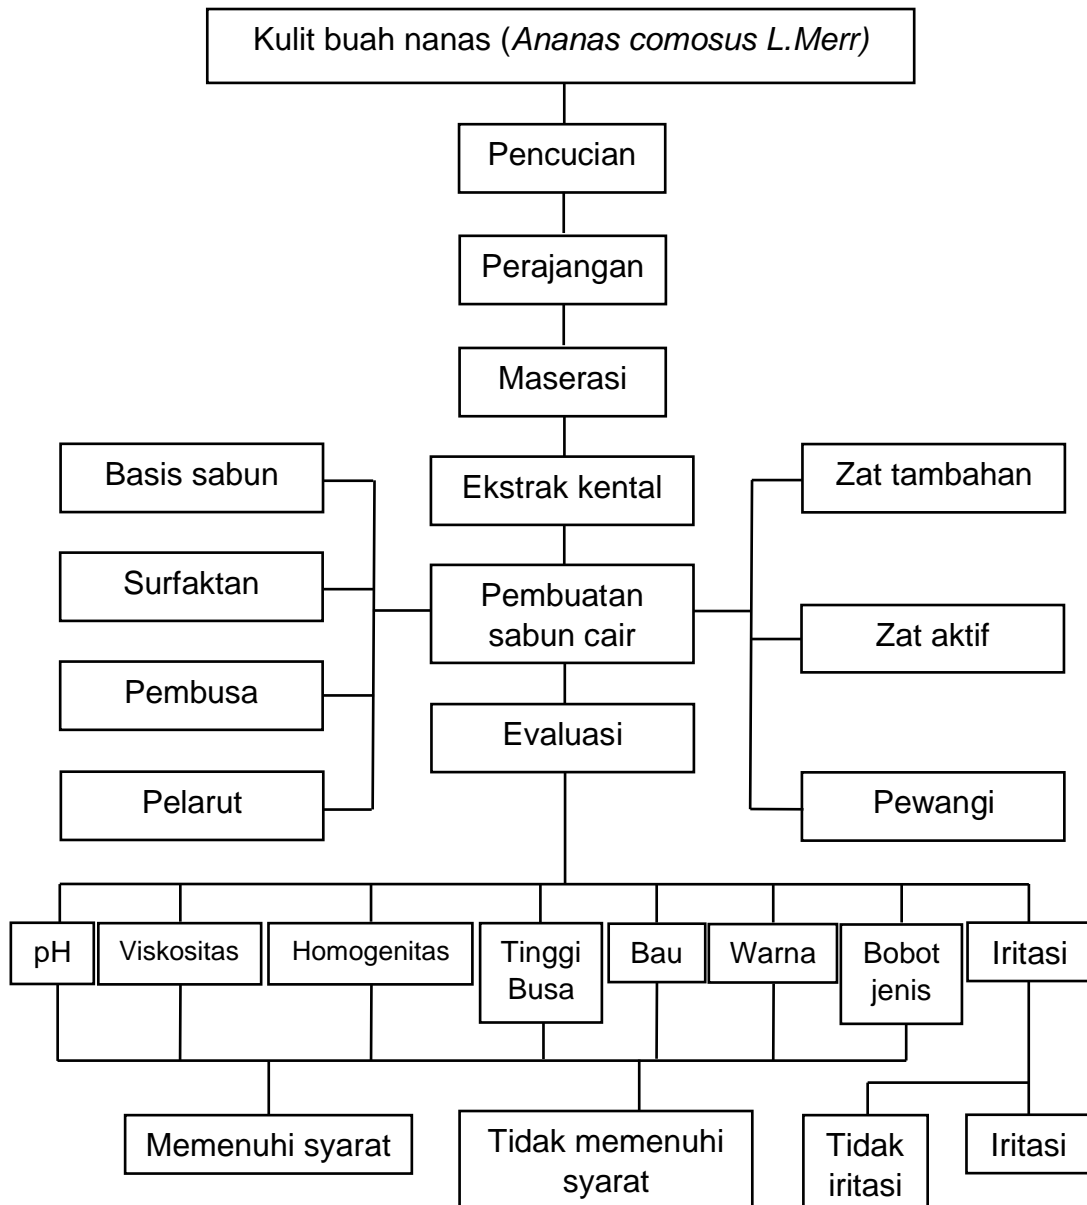 Kulit buah nanas (Ananas comosus L.Merr)
Pencucian
Perajangan
Maserasi
Ekstrak kental
Basis sabun
Surfaktan
Pembusa
Pelarut
Pembuatan
sabun cair
Zat tambahan
Zat aktif
Pewangi
Evaluasi
pH
Viskositas
Homogenitas
Tinggi
Busa
Bau
Warna
Bobot
jenis
Iritasi
Memenuhi syarat
Tidak memenuhi
syarat
Tidak
iritasi
Iritasi